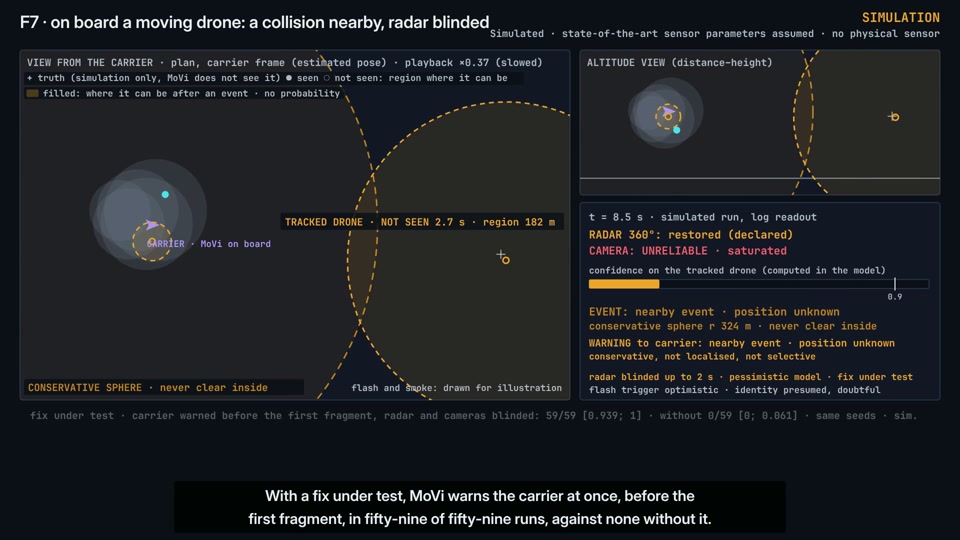 F7 · on board a moving drone: a collision nearby, radar blinded
SIMULATION
Simulated · state-of-the-art sensor parameters assumed · no physical sensor
VIEW FROM THE CARRIER · plan, carrier frame (estimated pose) · playback ×0.37 (slowed)
+ truth (simulation only, MoVi does not see it) ● seen ○ not seen: region where it can be
filled: where it can be after an event · no probability
TRACKED DRONE · NOT SEEN 2.7 s · region 182 m
CARRIER · MoVi on board
CONSERVATIVE SPHERE · never clear inside
flash and smoke: drawn for illustration
ALTITUDE VIEW (distance-height)
t = 8.5 s · simulated run, log readout
RADAR 360°: restored (declared)
CAMERA: UNRELIABLE · saturated
confidence on the tracked drone (computed in the model)
0.9
EVENT: nearby event · position unknown
conservative sphere r 324 m · never clear inside
WARNING to carrier: nearby event · position unknown
conservative, not localised, not selective
radar blinded up to 2 s · pessimistic model · fix under test
flash trigger optimistic · identity presumed, doubtful
fix under test · carrier warned before the first fragment, radar and cameras blinded: 59/59 [0.939; 1] · without 0/59 [0; 0.061] · same seeds · sim.
With a fix under test, MoVi warns the carrier at once, before the
first fragment, in fifty-nine of fifty-nine runs, against none without it.